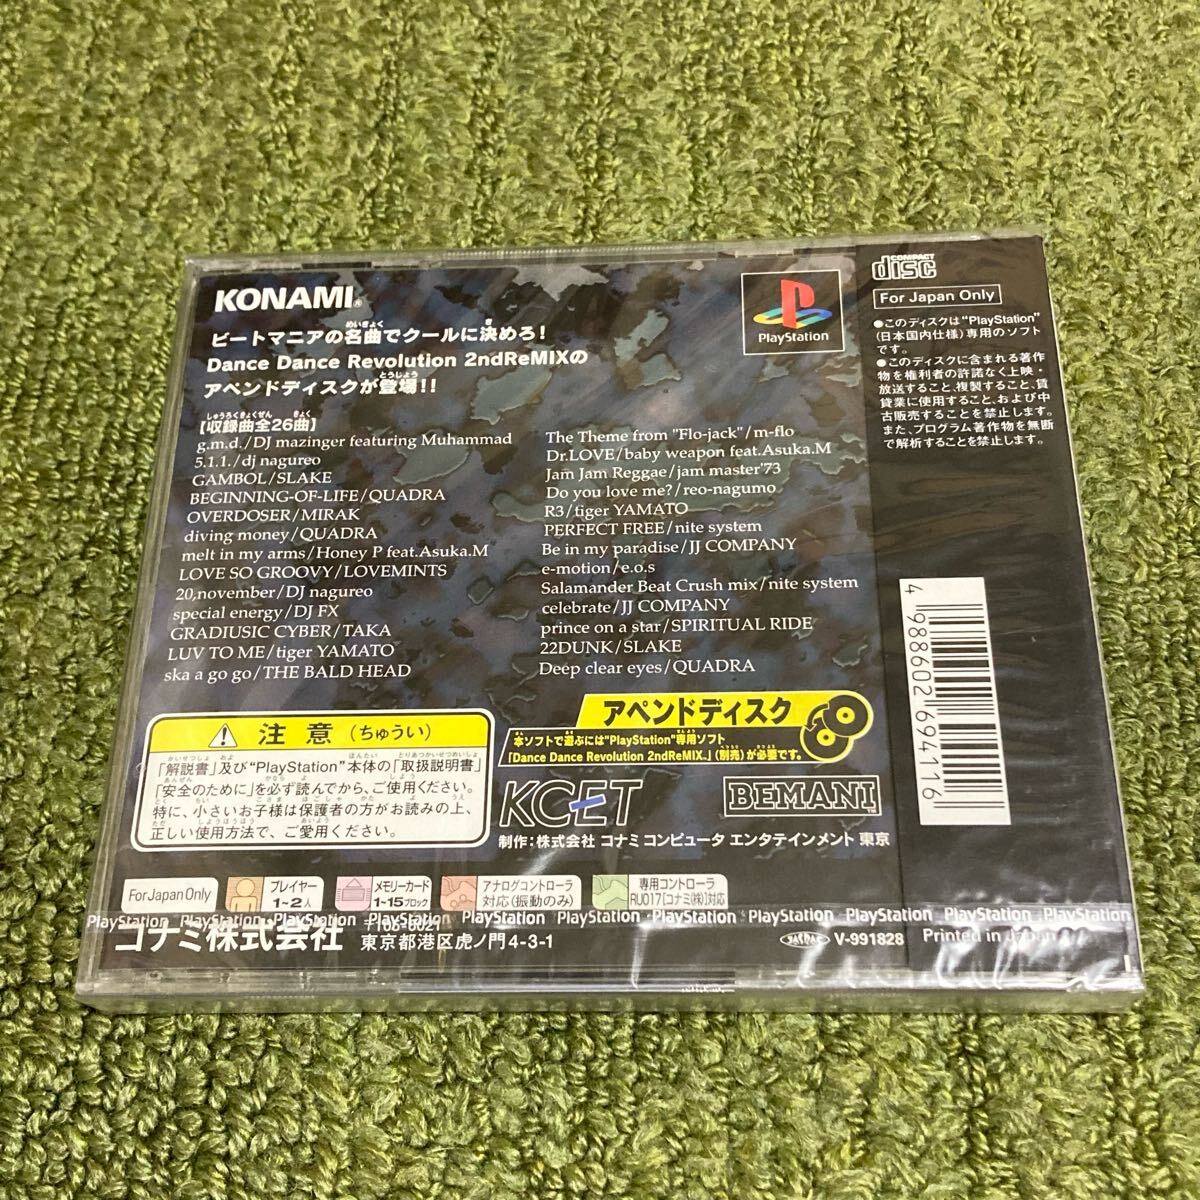 KONAMI®
ビートマニアの名曲でクールに決めろ!
Dance Dance Revolution 2ndReMIXの
アペンドディスクが登場!!
【収録曲全26曲】
g.m.d./DJ mazinger featuring Muhammad
5.1.1./dj nagureo
GAMBOL/SLAKE
BEGINNING-OF-LIFE/QUADRA
OVERDOSER/MIRAK
diving money/QUADRA
melt in my arms/Honey P feat.Asuka.M
LOVE SO GROOVY/LOVEMINTS
20,november/DJ nagureo
special energy/DJ FX
GRADIUSIC CYBER/TAKA
LUV TO ME/tiger YAMATO
ska a go go/THE BALD HEAD
The Theme from "Flo-jack"/m-flo
Dr.LOVE/baby weapon feat.Asuka.M
Jam Jam Reggae/jam master'73
Do you love me?/reo-nagumo
R3/tiger YAMATO
PERFECT FREE/nite system
Be in my paradise/JJ COMPANY
e-motion/e.o.s
Salamander Beat Crush mix/nite system
celebrate/JJ COMPANY
prince on a star/SPIRITUAL RIDE
22DUNK/SLAKE
Deep clear eyes/QUADRA
PlayStation
COMPACT
disc
For Japan Only
●このディスクは"PlayStation"
(日本国内仕様)専用のソフト
です。
●このディスクに含まれる著作
物を権利者の許諾なく上映・
放送すること、複製すること、賃
貸業に使用すること、および中
古販売することを禁止します。
また、プログラム著作物を無断
で解析することを禁止します。
4 988602 694116
アペンドディスク
本ソフトで遊ぶには"PlayStation"専用ソフト
「Dance Dance Revolution 2ndReMIX」(別売)が必要です。
注意(ちゅうい)
「解説書」及び"PlayStation"本体の「取扱説明書」
「安全のために」を必ず読んでから、ご使用ください。
特に、小さいお子様は保護者の方がお読みの上、
正しい使用方法で、ご愛用ください。
KCET
BEMANI
制作:株式会社 コナミコンピュータ エンタテインメント 東京
For Japan Only
プレイヤー
1~2人
メモリーカード
1~15ブロック
アナログコントローラ
対応(振動のみ)
専用コントローラ
RU017[コナミ(株)]対応
PlayStation PlayStation PlayStation PlayStation PlayStation PlayStation PlayStation PlayStation PlayStation PlayStation PlayStation
コナミ株式会社
〒105-6021
東京都港区虎ノ門4-3-1
V-991828
Printed in Japan